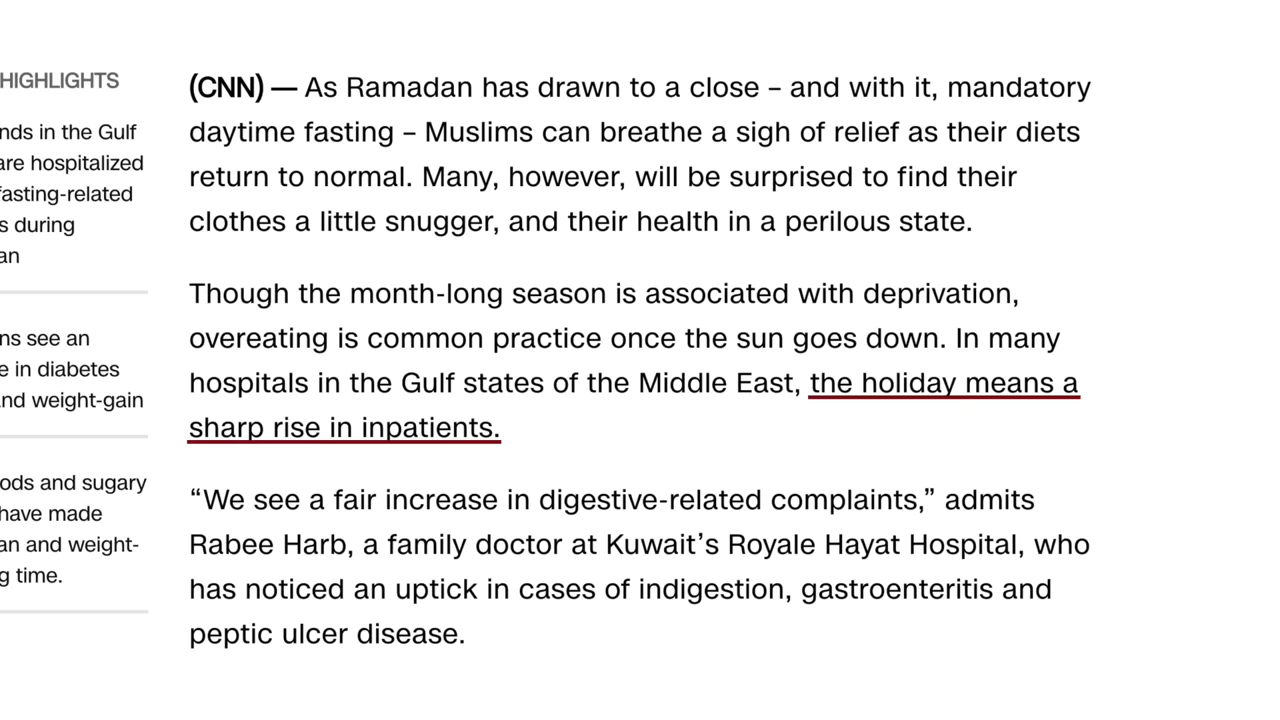 HIGHLIGHTS
nds in the Gulf
are hospitalized
fasting-related
s during
an
ns see an
e in diabetes
and weight-gain
ods and sugary
have made
an and weight-
g time.
(CNN) — As Ramadan has drawn to a close – and with it, mandatory
daytime fasting – Muslims can breathe a sigh of relief as their diets
return to normal. Many, however, will be surprised to find their
clothes a little snugger, and their health in a perilous state.
Though the month-long season is associated with deprivation,
overeating is common practice once the sun goes down. In many
hospitals in the Gulf states of the Middle East, the holiday means a
sharp rise in inpatients.
“We see a fair increase in digestive-related complaints,” admits
Rabee Harb, a family doctor at Kuwait’s Royale Hayat Hospital, who
has noticed an uptick in cases of indigestion, gastroenteritis and
peptic ulcer disease.